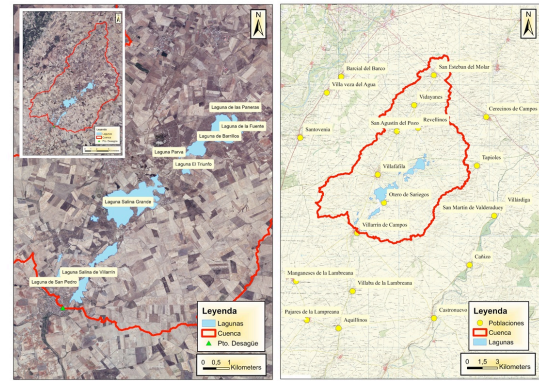 N
Leyenda
Laguna de las Paneras
Laguna de la Fuente
Laguna de Barrillos
Laguna Parva
Laguna El Triunfo
Laguna Salina Grande
Laguna Salina de Villarrín
Laguna de San Pedro
Leyenda
Lagunas
Cuenca
Pto. Desagüe
0 0,5 1
Kilometers
N
San Esteban del Molar
Barcial del Barco
Villaveza del Agua
Vidayanes
Cerecinos de Campos
Revellinos
San Agustín del Pozo
Santovenia
Tapioles
Villafáfila
Otero de Sariegos
Villárdiga
San Martín de Valderaduey
Villarrín de Campos
Cañizo
Manganeses de la Lampreana
Villalba de la Lampreana
Pajares de la Lampreana
Castronuevo
Aspariegos
Leyenda
Poblaciones
Cuenca
Lagunas
0 1,5 3
Kilometers